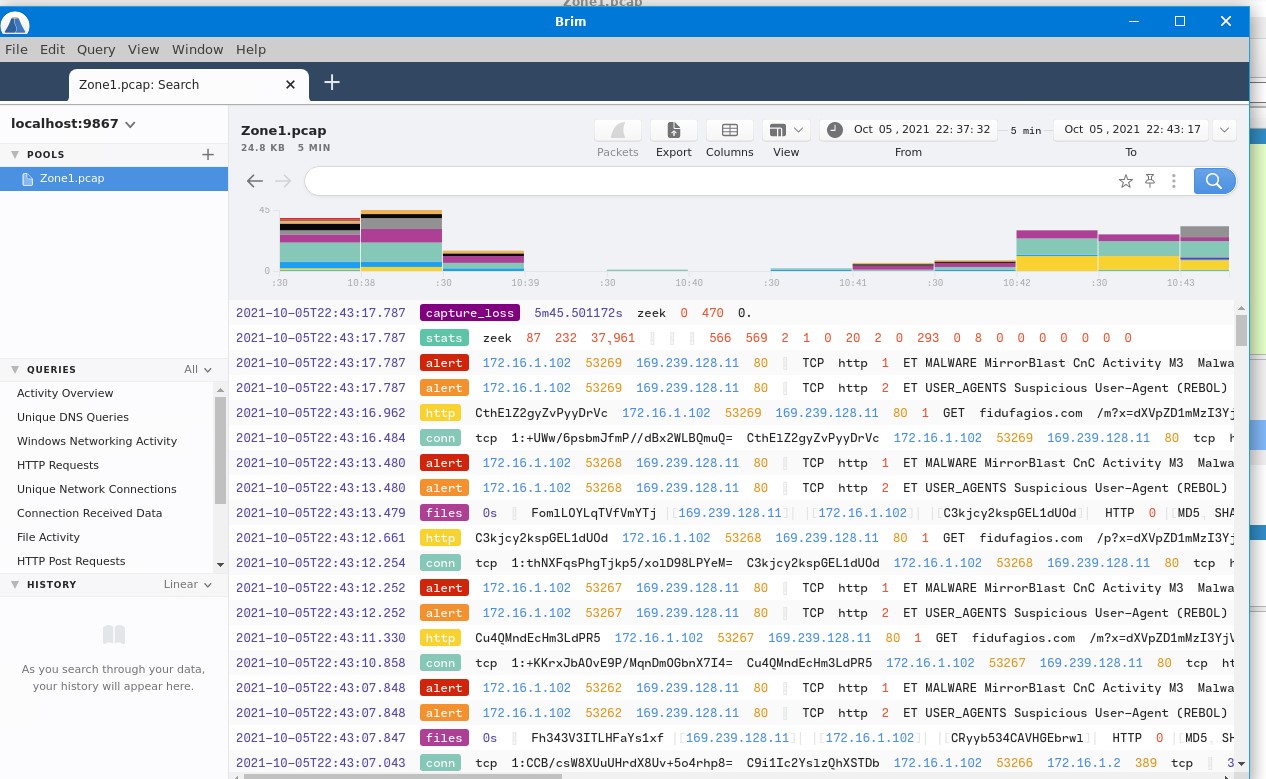 Zone1.pcap
Brim
File Edit Query View Window Help
Zone1.pcap: Search
localhost:9867
POOLS
Zone1.pcap
Zone1.pcap
24.8 KB 5 MIN
Packets Export Columns View
Oct 05 , 2021 22: 37: 32 5 min Oct 05 , 2021 22: 43: 17
From To
45
0
:30 10:38 :30 10:39 :30 10:40 :30 10:41 :30 10:42 :30 10:43
QUERIES All
Activity Overview
Unique DNS Queries
Windows Networking Activity
HTTP Requests
Unique Network Connections
Connection Received Data
File Activity
HTTP Post Requests
HISTORY Linear
As you search through your data,
your history will appear here.
2021-10-05T22:43:17.787 capture_loss 5m45.501172s zeek 0 470 0.
2021-10-05T22:43:17.787 stats zeek 87 232 37,961 566 569 2 1 0 20 2 0 293 0 8 0 0 0 0 0 0 0
2021-10-05T22:43:17.787 alert 172.16.1.102 53269 169.239.128.11 80 TCP http 1 ET MALWARE MirrorBlast CnC Activity M3 Malwa
2021-10-05T22:43:17.787 alert 172.16.1.102 53269 169.239.128.11 80 TCP http 2 ET USER_AGENTS Suspicious User-Agent (REBOL)
2021-10-05T22:43:16.962 http CthElZ2gyZvPyyDrVc 172.16.1.102 53269 169.239.128.11 80 1 GET fidufagios.com /m?x=dXVpZD1mMzI3Yj
2021-10-05T22:43:16.484 conn tcp 1:+UWw/6psbmJfmP//dBx2WLBQmuQ= CthElZ2gyZvPyyDrVc 172.16.1.102 53269 169.239.128.11 80 tcp h
2021-10-05T22:43:13.480 alert 172.16.1.102 53268 169.239.128.11 80 TCP http 1 ET MALWARE MirrorBlast CnC Activity M3 Malwa
2021-10-05T22:43:13.480 alert 172.16.1.102 53268 169.239.128.11 80 TCP http 2 ET USER_AGENTS Suspicious User-Agent (REBOL)
2021-10-05T22:43:13.479 files 0s FomlLOYLqTVfVmYTj [169.239.128.11] [172.16.1.102] [C3kjcy2kspGEL1dUOd] HTTP 0 [MD5, SHA
2021-10-05T22:43:12.661 http C3kjcy2kspGEL1dUOd 172.16.1.102 53268 169.239.128.11 80 1 GET fidufagios.com /p?x=dXVpZD1mMzI3Yj
2021-10-05T22:43:12.254 conn tcp 1:thNXFqsPhgTjkp5/xolD98LPYeM= C3kjcy2kspGEL1dUOd 172.16.1.102 53268 169.239.128.11 80 tcp h
2021-10-05T22:43:12.252 alert 172.16.1.102 53267 169.239.128.11 80 TCP http 1 ET MALWARE MirrorBlast CnC Activity M3 Malwa
2021-10-05T22:43:12.252 alert 172.16.1.102 53267 169.239.128.11 80 TCP http 2 ET USER_AGENTS Suspicious User-Agent (REBOL)
2021-10-05T22:43:11.330 http Cu4QMndEcHm3LdPR5 172.16.1.102 53267 169.239.128.11 80 1 GET fidufagios.com /m?x=dXVpZD1mMzI3YjV
2021-10-05T22:43:10.858 conn tcp 1:+KKrxJbAOvE9P/MqnDmOGbnX7I4= Cu4QMndEcHm3LdPR5 172.16.1.102 53267 169.239.128.11 80 tcp ht
2021-10-05T22:43:07.848 alert 172.16.1.102 53262 169.239.128.11 80 TCP http 1 ET MALWARE MirrorBlast CnC Activity M3 Malwa
2021-10-05T22:43:07.848 alert 172.16.1.102 53262 169.239.128.11 80 TCP http 2 ET USER_AGENTS Suspicious User-Agent (REBOL)
2021-10-05T22:43:07.847 files 0s Fh343V3ITLHFaYs1xf [169.239.128.11] [172.16.1.102] [CRyyb534CAVHGEbrwl] HTTP 0 [MD5, SH
2021-10-05T22:43:07.043 conn tcp 1:CCB/csW8XUuUHrdX8Uv+5o4rhp8= C9i1Ic2YslzQhXSTDb 172.16.1.102 53266 172.16.1.2 389 tcp 3